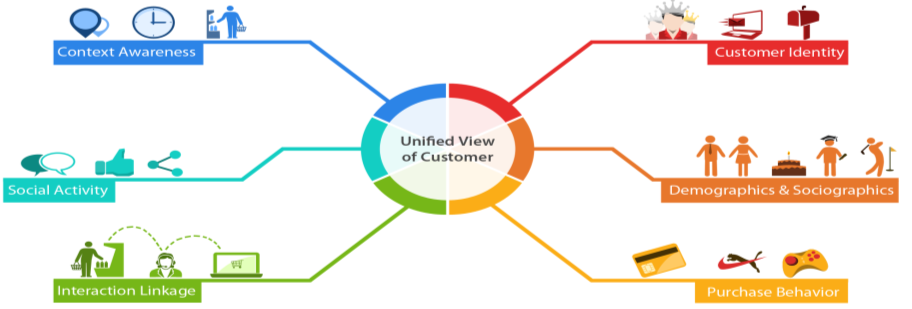 Context Awareness
Customer Identity
Unified View
of Customer
Social Activity
Demographics & Sociographics
Interaction Linkage
Purchase Behavior